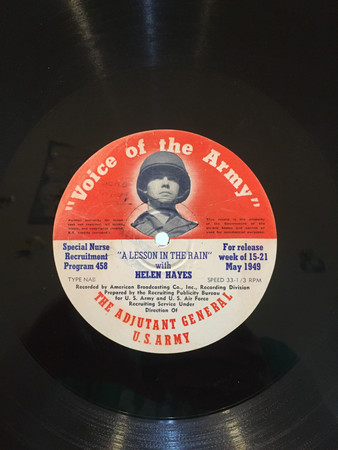 "Voice of the Army"
Special Nurse
Recruitment
Program 458
"A LESSON IN THE RAIN"
with
HELEN HAYES
For release
week of 15-21
May 1949
TYPE NAE
SPEED 33-1/3 RPM
Recorded by American Broadcasting Co., Inc., Recording Division
Prepared by the Recruiting Publicity Bureau
for U. S. Army and U. S. Air Force
Recruiting Service Under
Direction Of
THE ADJUTANT GENERAL
U.S. ARMY